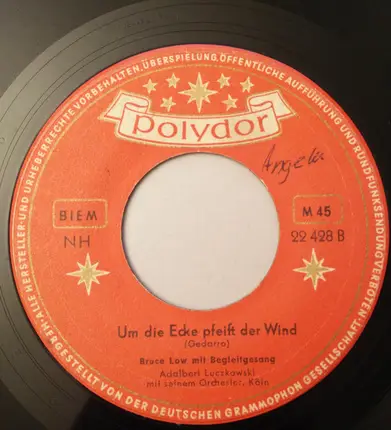 ALLE HERSTELLER- UND URHEBERRECHTE VORBEHALTEN. ÜBERSPIELUNG, ÖFFENTLICHE AUFFÜHRUNG UND RUNDFUNKSENDUNG VERBOTEN.
polydor
Angela
BIEM
M 45
NH
22 428 B
Um die Ecke pfeift der Wind
(Gedarro)
Bruce Low mit Begleitgesang
Adalbert Luczkowski
mit seinem Orchester, Köln
HERGESTELLT VON DER DEUTSCHEN GRAMMOPHON GESELLSCHAFT